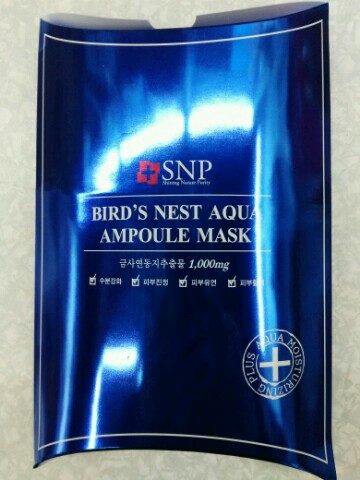 SNP
Shining Nature Purity
BIRD'S NEST AQUA
AMPOULE MASK
금사연둥지추출물 1,000mg
수분강화 피부진정 피부유연
AQUA MOISTURIZING PLUS